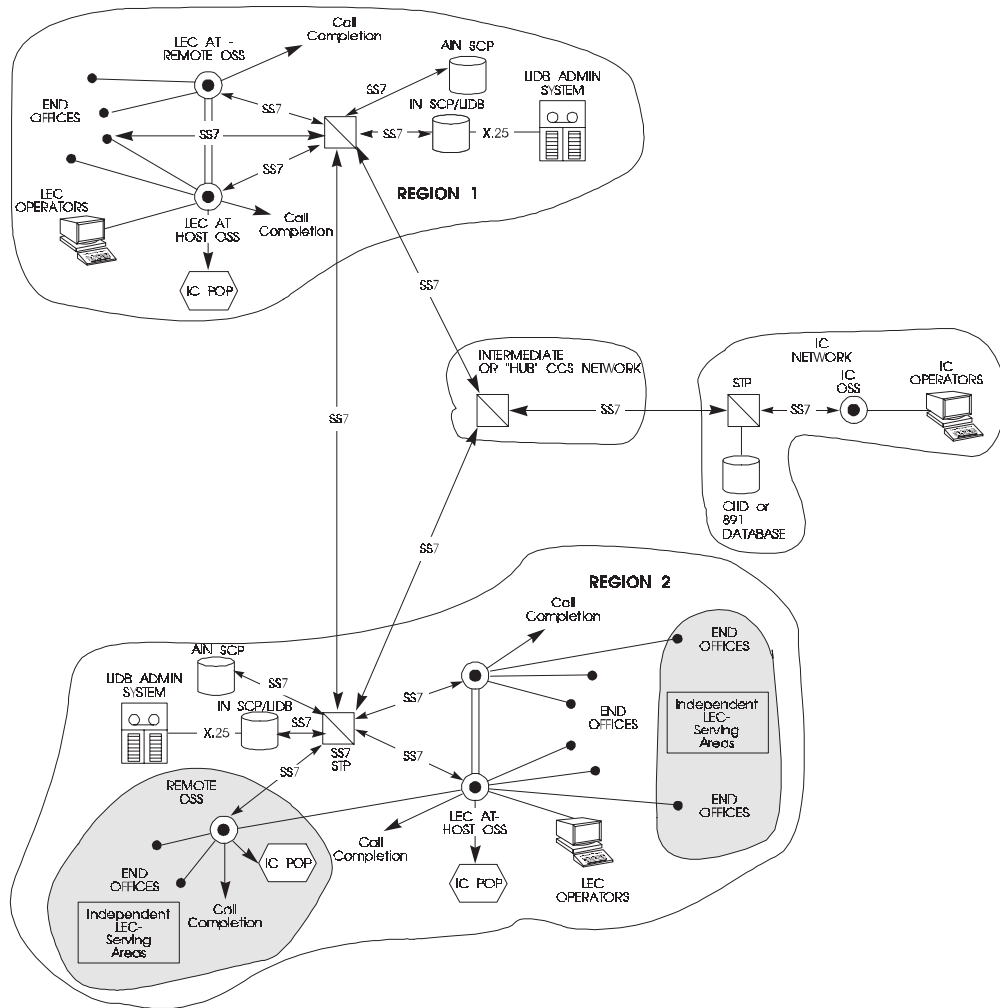 Call
Completion
LEC AT -
REMOTE OSS
AIN SCP
LIDB ADMIN
SYSTEM
SS7
SS7
IN SCP/LIDB
END
OFFICES
SS7
SS7
X.25
SS7
REGION 1
LEC
OPERATORS
LEC AT
HOST OSS
Call
Completion
IC POP
SS7
INTERMEDIATE
OR "HUB" CCS NETWORK
IC
NETWORK
STP
IC
OSS
IC
OPERATORS
SS7
SS7
SS7
CIID or
891
DATABASE
SS7
REGION 2
Call
Completion
END
OFFICES
AIN SCP
LIDB ADMIN
SYSTEM
SS7
SS7
IN SCP/LIDB
END
OFFICES
Independent
LEC-
Serving
Areas
X.25
SS7
SS7
STP
SS7
SS7
REMOTE
OSS
LEC AT-
HOST OSS
END
OFFICES
Call
Completion
IC POP
END
OFFICES
IC POP
LEC
OPERATORS
Independent
LEC-
Serving
Areas
Call
Completion